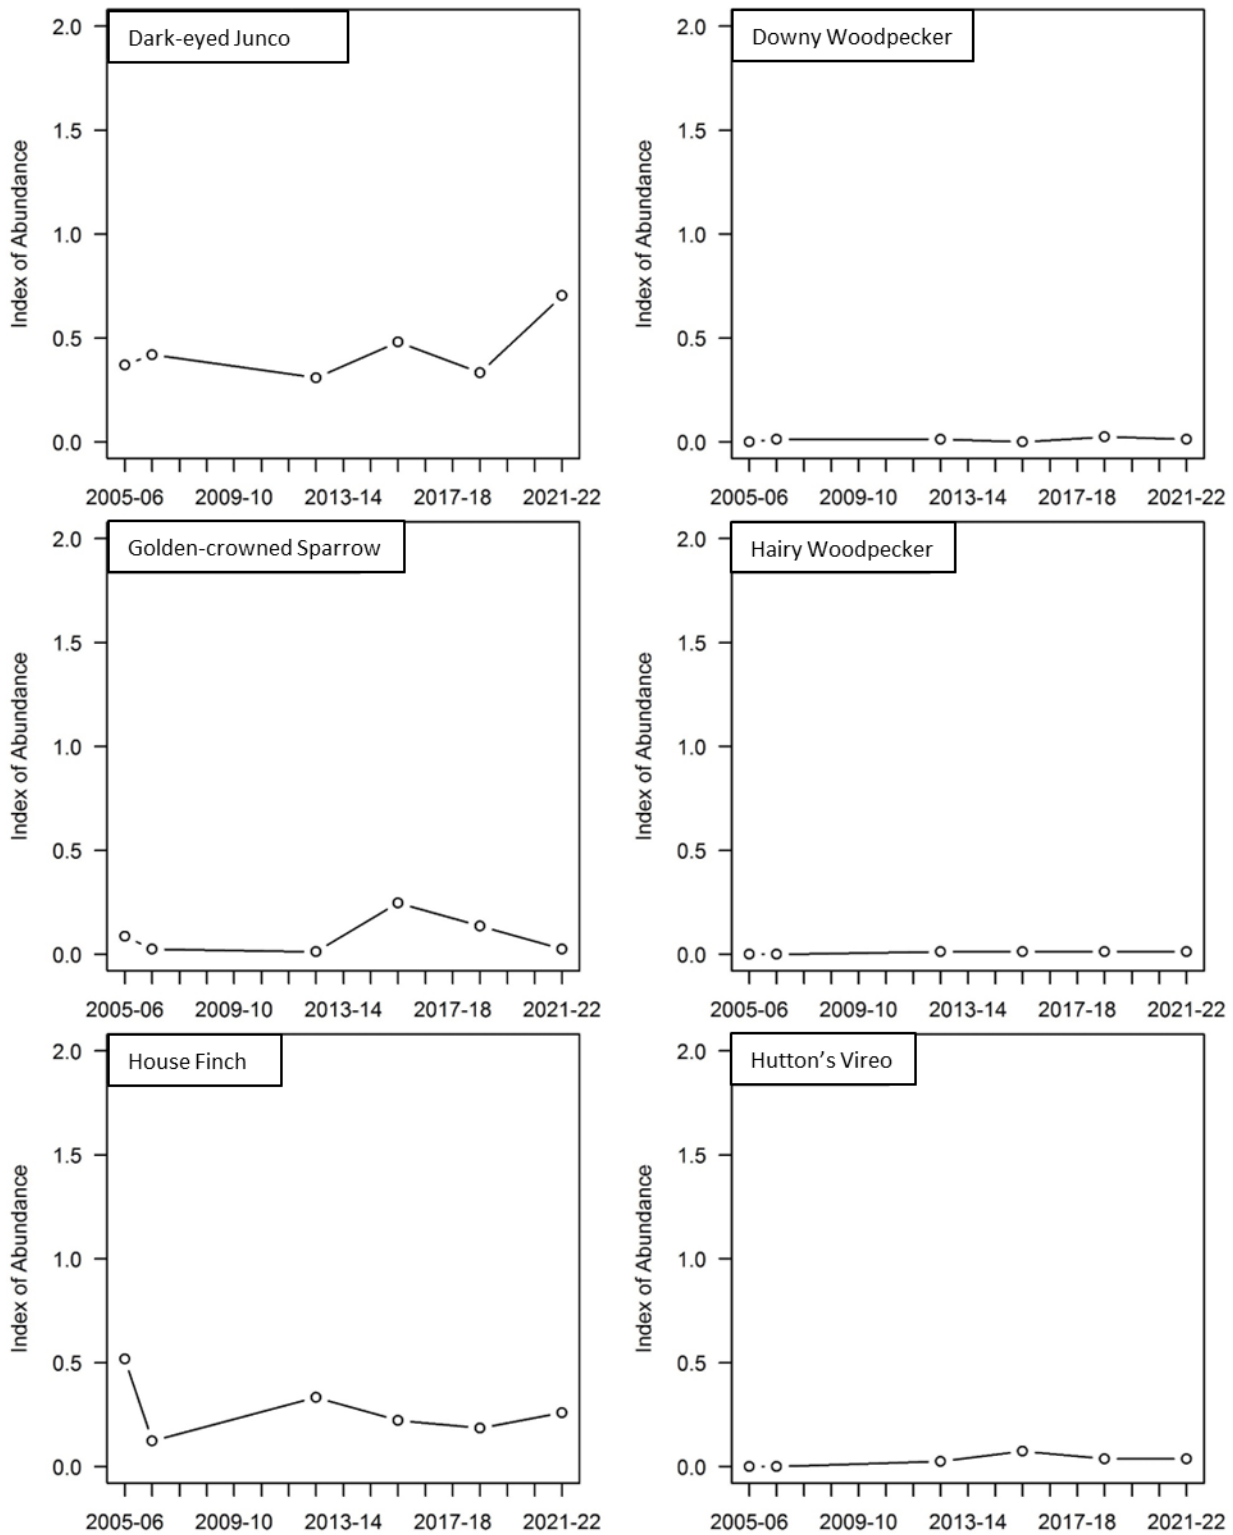 Dark-eyed Junco
2.0
1.5
1.0
0.5
0.0
Index of Abundance
2005-06 2009-10 2013-14 2017-18 2021-22
Downy Woodpecker
2.0
1.5
1.0
0.5
0.0
Index of Abundance
2005-06 2009-10 2013-14 2017-18 2021-22
Golden-crowned Sparrow
2.0
1.5
1.0
0.5
0.0
Index of Abundance
2005-06 2009-10 2013-14 2017-18 2021-22
Hairy Woodpecker
2.0
1.5
1.0
0.5
0.0
Index of Abundance
2005-06 2009-10 2013-14 2017-18 2021-22
House Finch
2.0
1.5
1.0
0.5
0.0
Index of Abundance
2005-06 2009-10 2013-14 2017-18 2021-22
Hutton’s Vireo
2.0
1.5
1.0
0.5
0.0
Index of Abundance
2005-06 2009-10 2013-14 2017-18 2021-22